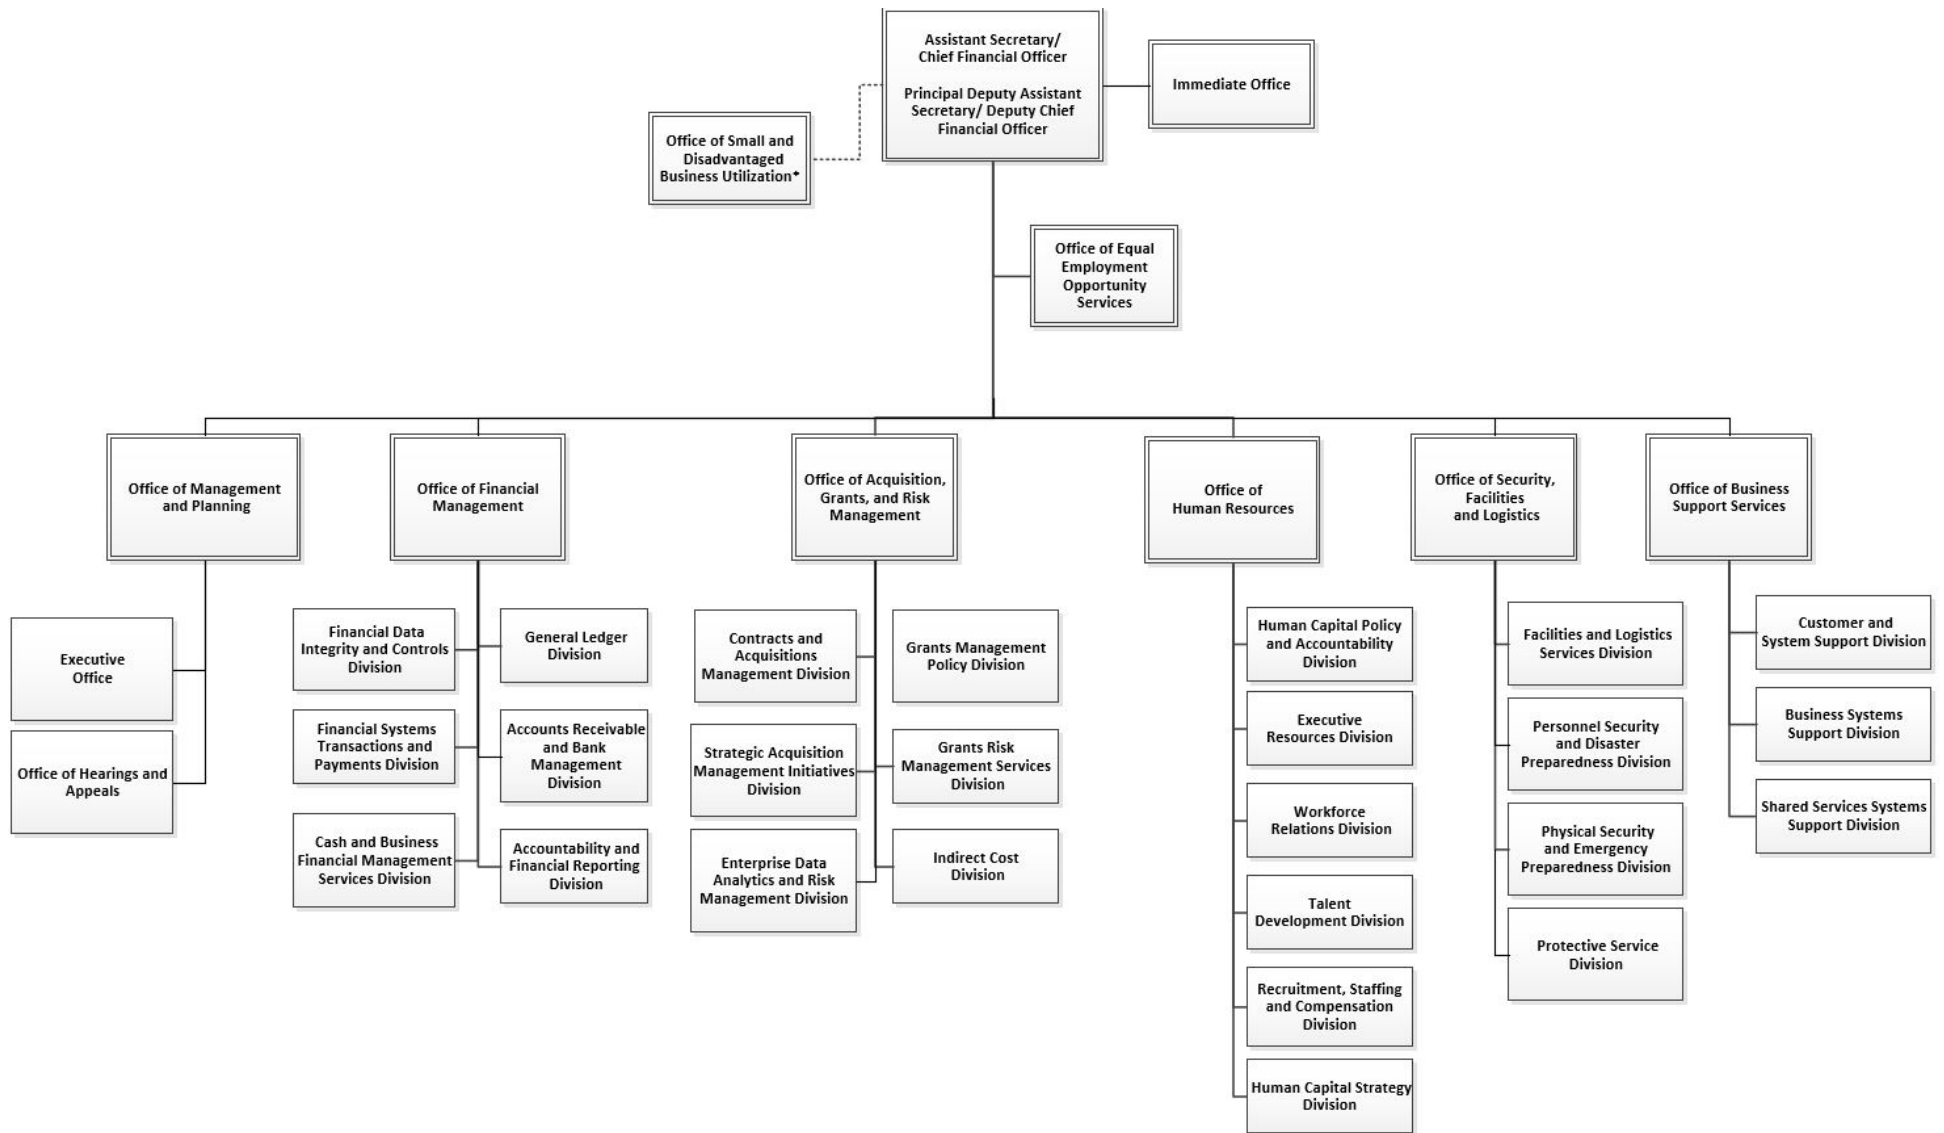 Assistant Secretary/
Chief Financial Officer
Principal Deputy Assistant
Secretary/ Deputy Chief
Financial Officer
Immediate Office
Office of Small and
Disadvantaged
Business Utilization*
Office of Equal
Employment
Opportunity
Services
Office of Management
and Planning
Office of Financial
Management
Office of Acquisition,
Grants, and Risk
Management
Office of
Human Resources
Office of Security,
Facilities
and Logistics
Office of Business
Support Services
Executive
Office
Office of Hearings and
Appeals
Financial Data
Integrity and Controls
Division
General Ledger
Division
Financial Systems
Transactions and
Payments Division
Accounts Receivable
and Bank
Management
Division
Cash and Business
Financial Management
Services Division
Accountability and
Financial Reporting
Division
Contracts and
Acquisitions
Management Division
Grants Management
Policy Division
Strategic Acquisition
Management Initiatives
Division
Grants Risk
Management Services
Division
Enterprise Data
Analytics and Risk
Management Division
Indirect Cost
Division
Human Capital Policy
and Accountability
Division
Executive
Resources Division
Workforce
Relations Division
Talent
Development Division
Recruitment, Staffing
and Compensation
Division
Human Capital Strategy
Division
Facilities and Logistics
Services Division
Personnel Security
and Disaster
Preparedness Division
Physical Security
and Emergency
Preparedness Division
Protective Service
Division
Customer and
System Support Division
Business Systems
Support Division
Shared Services Systems
Support Division